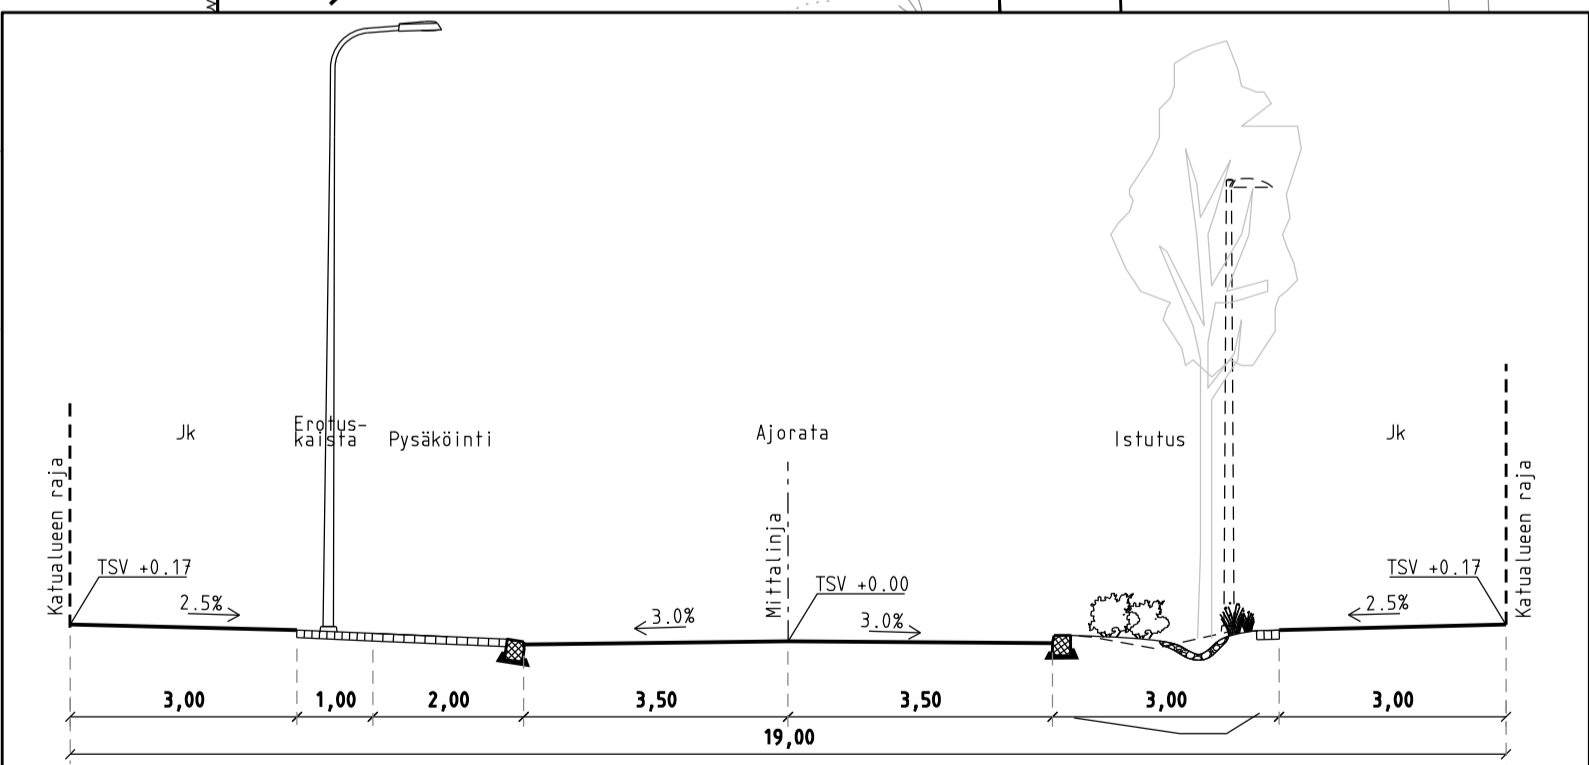 Jk
Erotus-
kaista
Pysäköinti
Ajorata
Istutus
Jk
Katualueen raja
Mittalinja
Katualueen raja
TSV +0.17
TSV +0.00
TSV +0.17
2.5%
3.0%
3.0%
2.5%
3,00
1,00
2,00
3,50
3,50
3,00
3,00
19,00